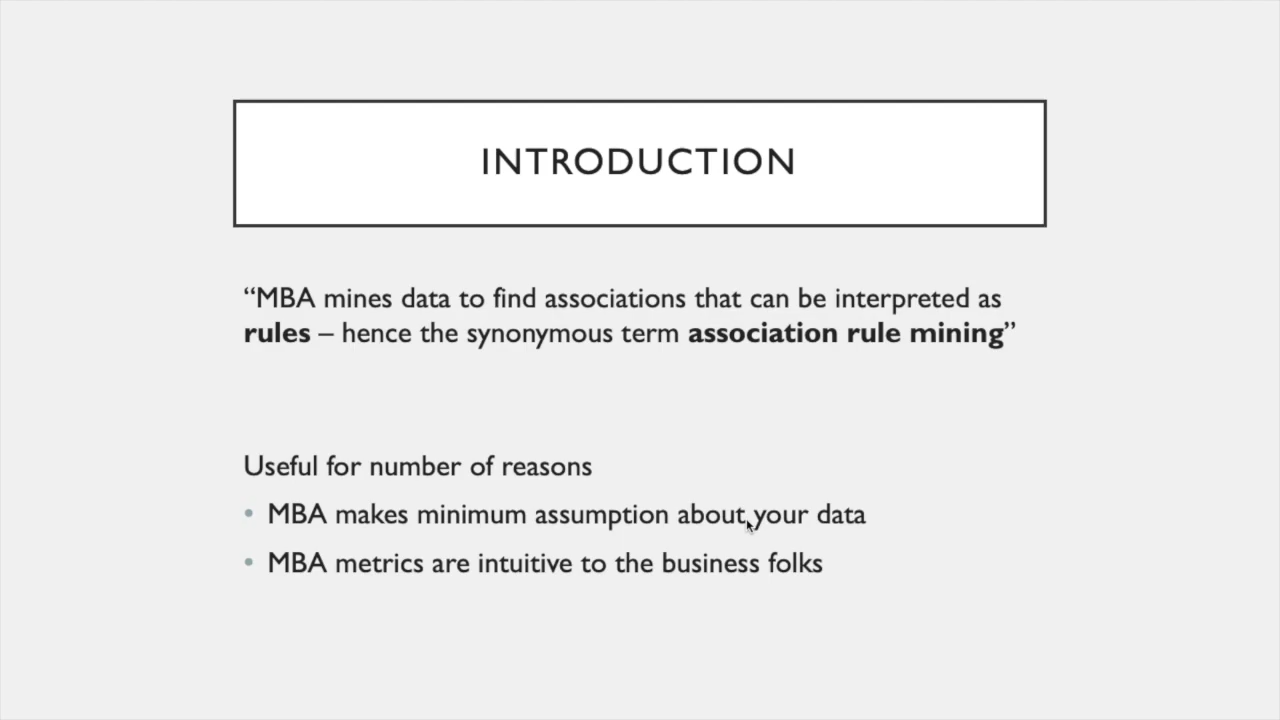 INTRODUCTION
“MBA mines data to find associations that can be interpreted as
rules – hence the synonymous term association rule mining”
Useful for number of reasons
• MBA makes minimum assumption about your data
• MBA metrics are intuitive to the business folks